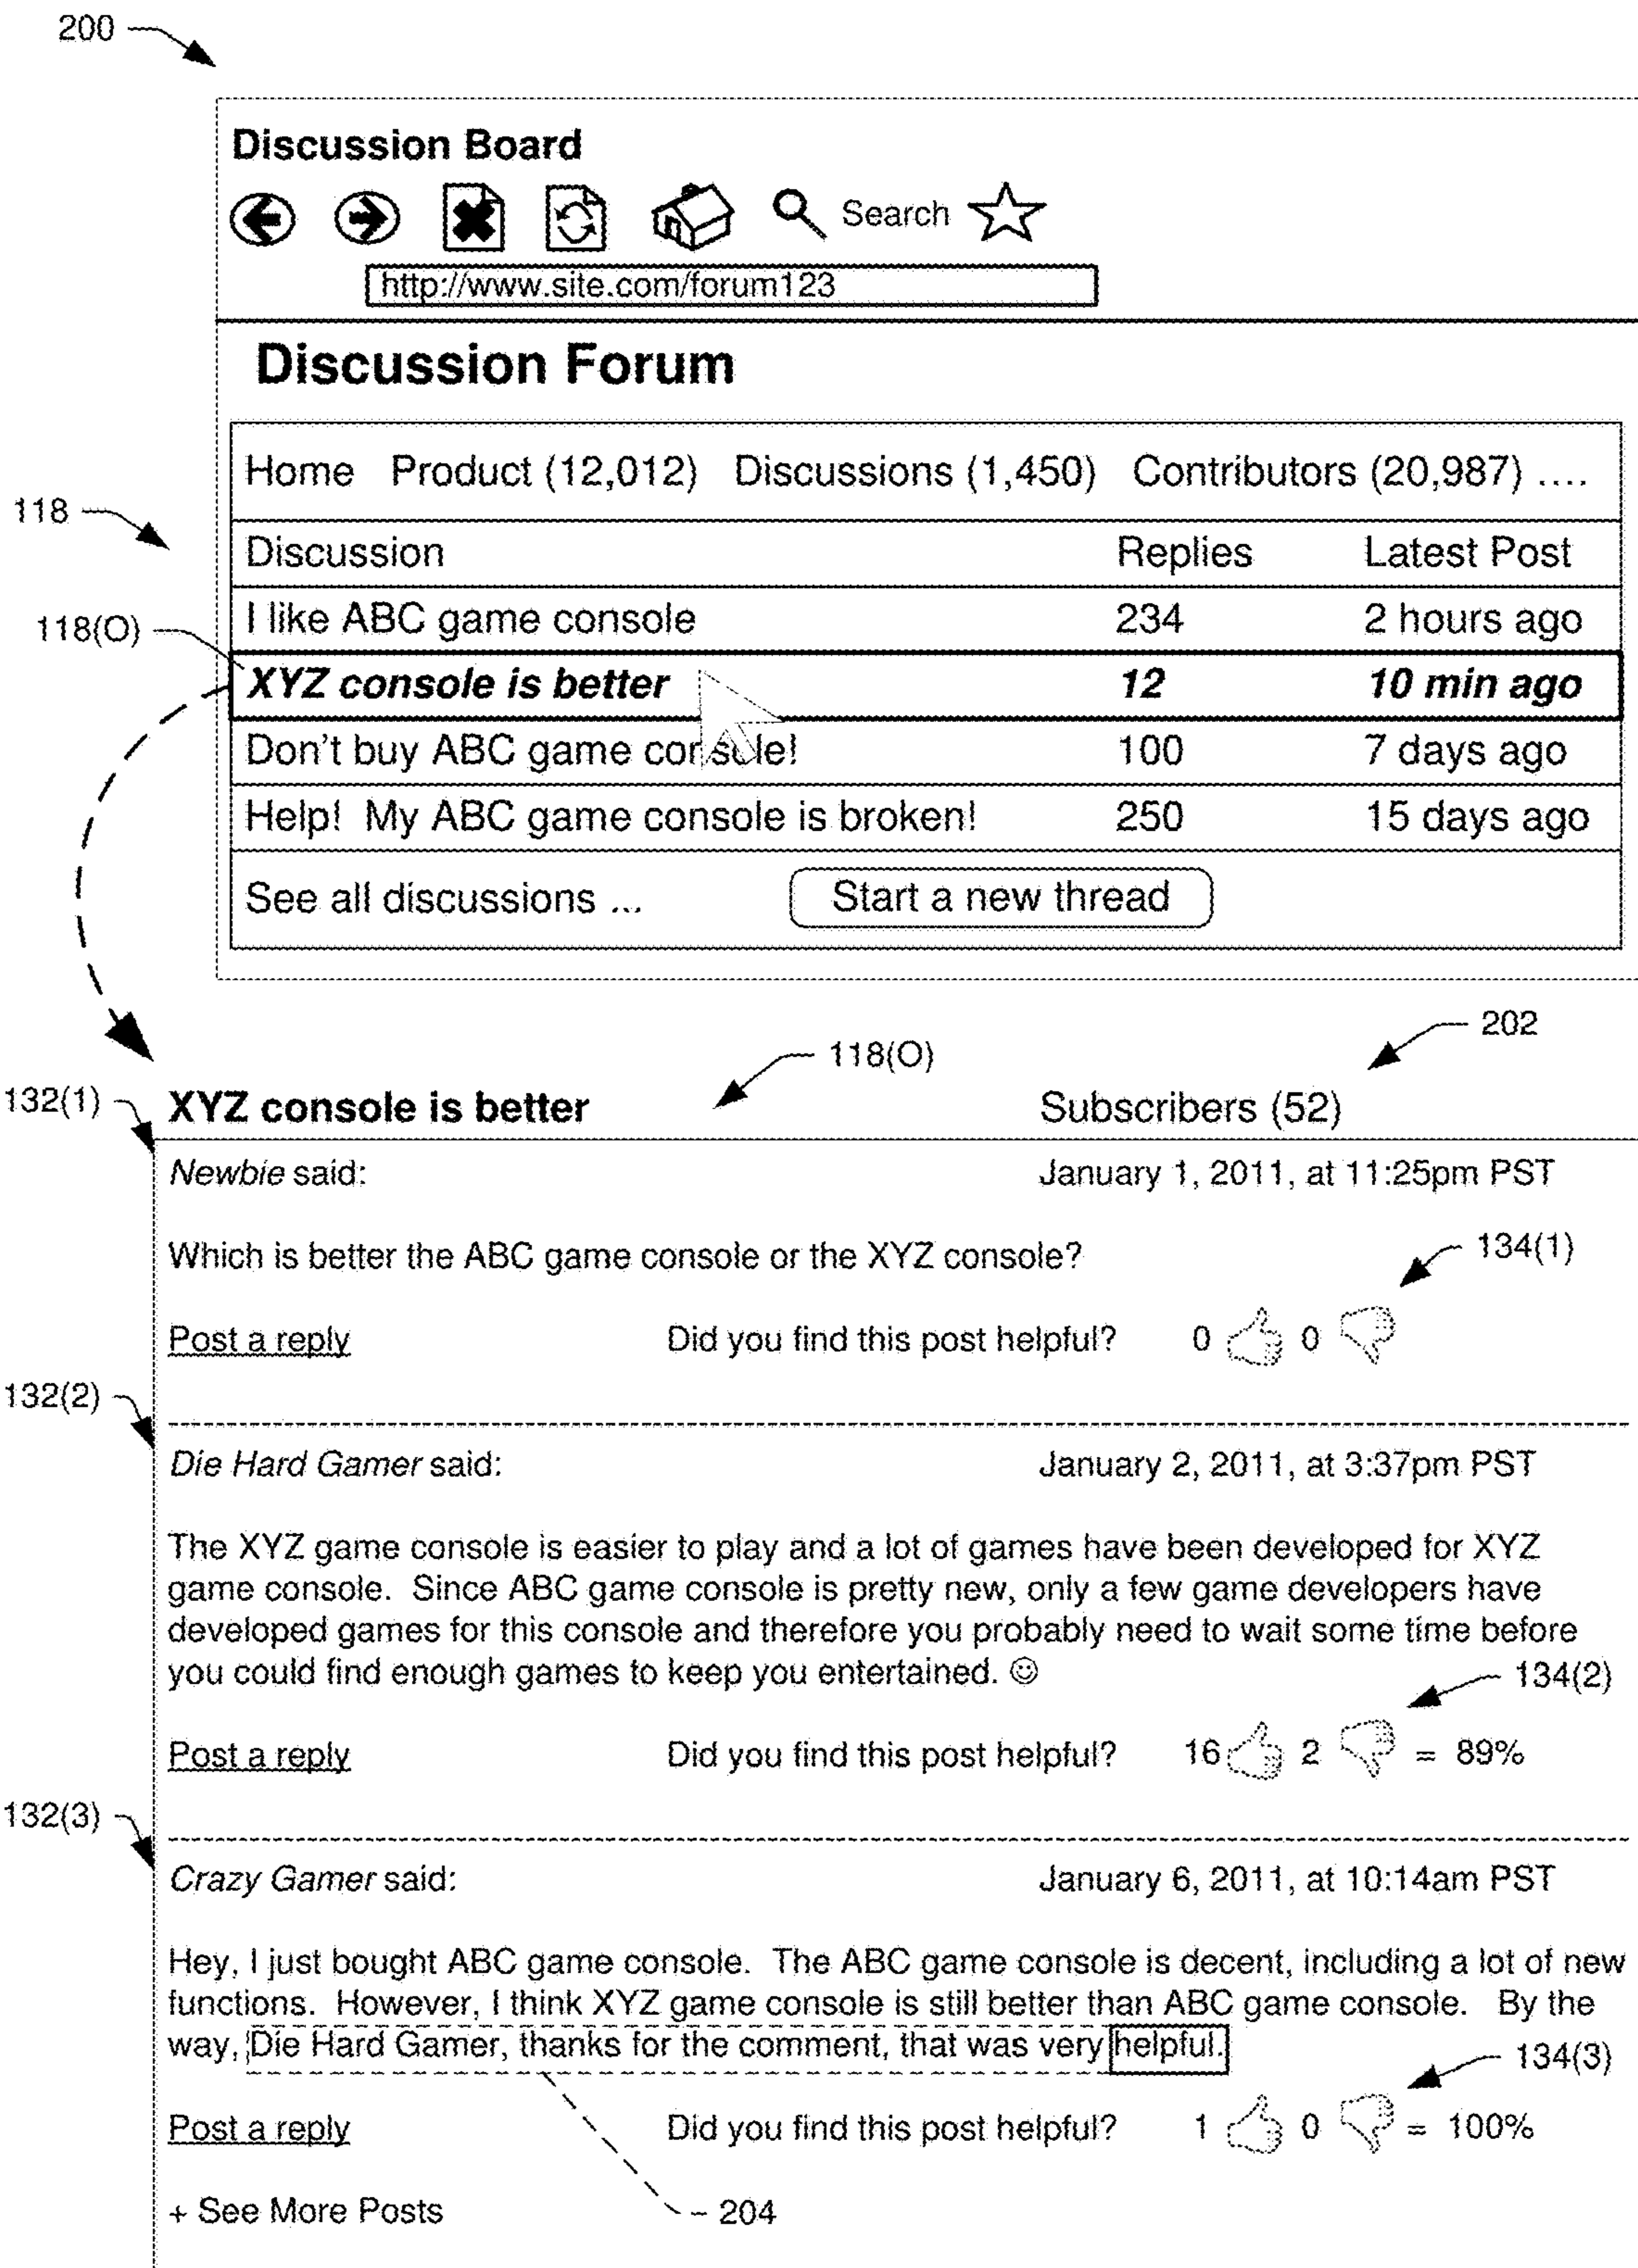 200
Discussion Board
Search
http://www.site.com/forum123
Discussion Forum
Home Product (12,012) Discussions (1,450) Contributors (20,987) ....
118
Discussion Replies Latest Post
118(O)
I like ABC game console 234 2 hours ago
XYZ console is better 12 10 min ago
Don't buy ABC game console! 100 7 days ago
Help! My ABC game console is broken! 250 15 days ago
See all discussions ... Start a new thread
202
118(O)
132(1)
XYZ console is better Subscribers (52)
Newbie said: January 1, 2011, at 11:25pm PST
Which is better the ABC game console or the XYZ console?
134(1)
Post a reply Did you find this post helpful? 0 0
132(2)
Die Hard Gamer said: January 2, 2011, at 3:37pm PST
The XYZ game console is easier to play and a lot of games have been developed for XYZ
game console. Since ABC game console is pretty new, only a few game developers have
developed games for this console and therefore you probably need to wait some time before
you could find enough games to keep you entertained. ☺
134(2)
Post a reply Did you find this post helpful? 16 2 = 89%
132(3)
Crazy Gamer said: January 6, 2011, at 10:14am PST
Hey, I just bought ABC game console. The ABC game console is decent, including a lot of new
functions. However, I think XYZ game console is still better than ABC game console. By the
way, Die Hard Gamer, thanks for the comment, that was very helpful.
134(3)
Post a reply Did you find this post helpful? 1 0 = 100%
+ See More Posts
204